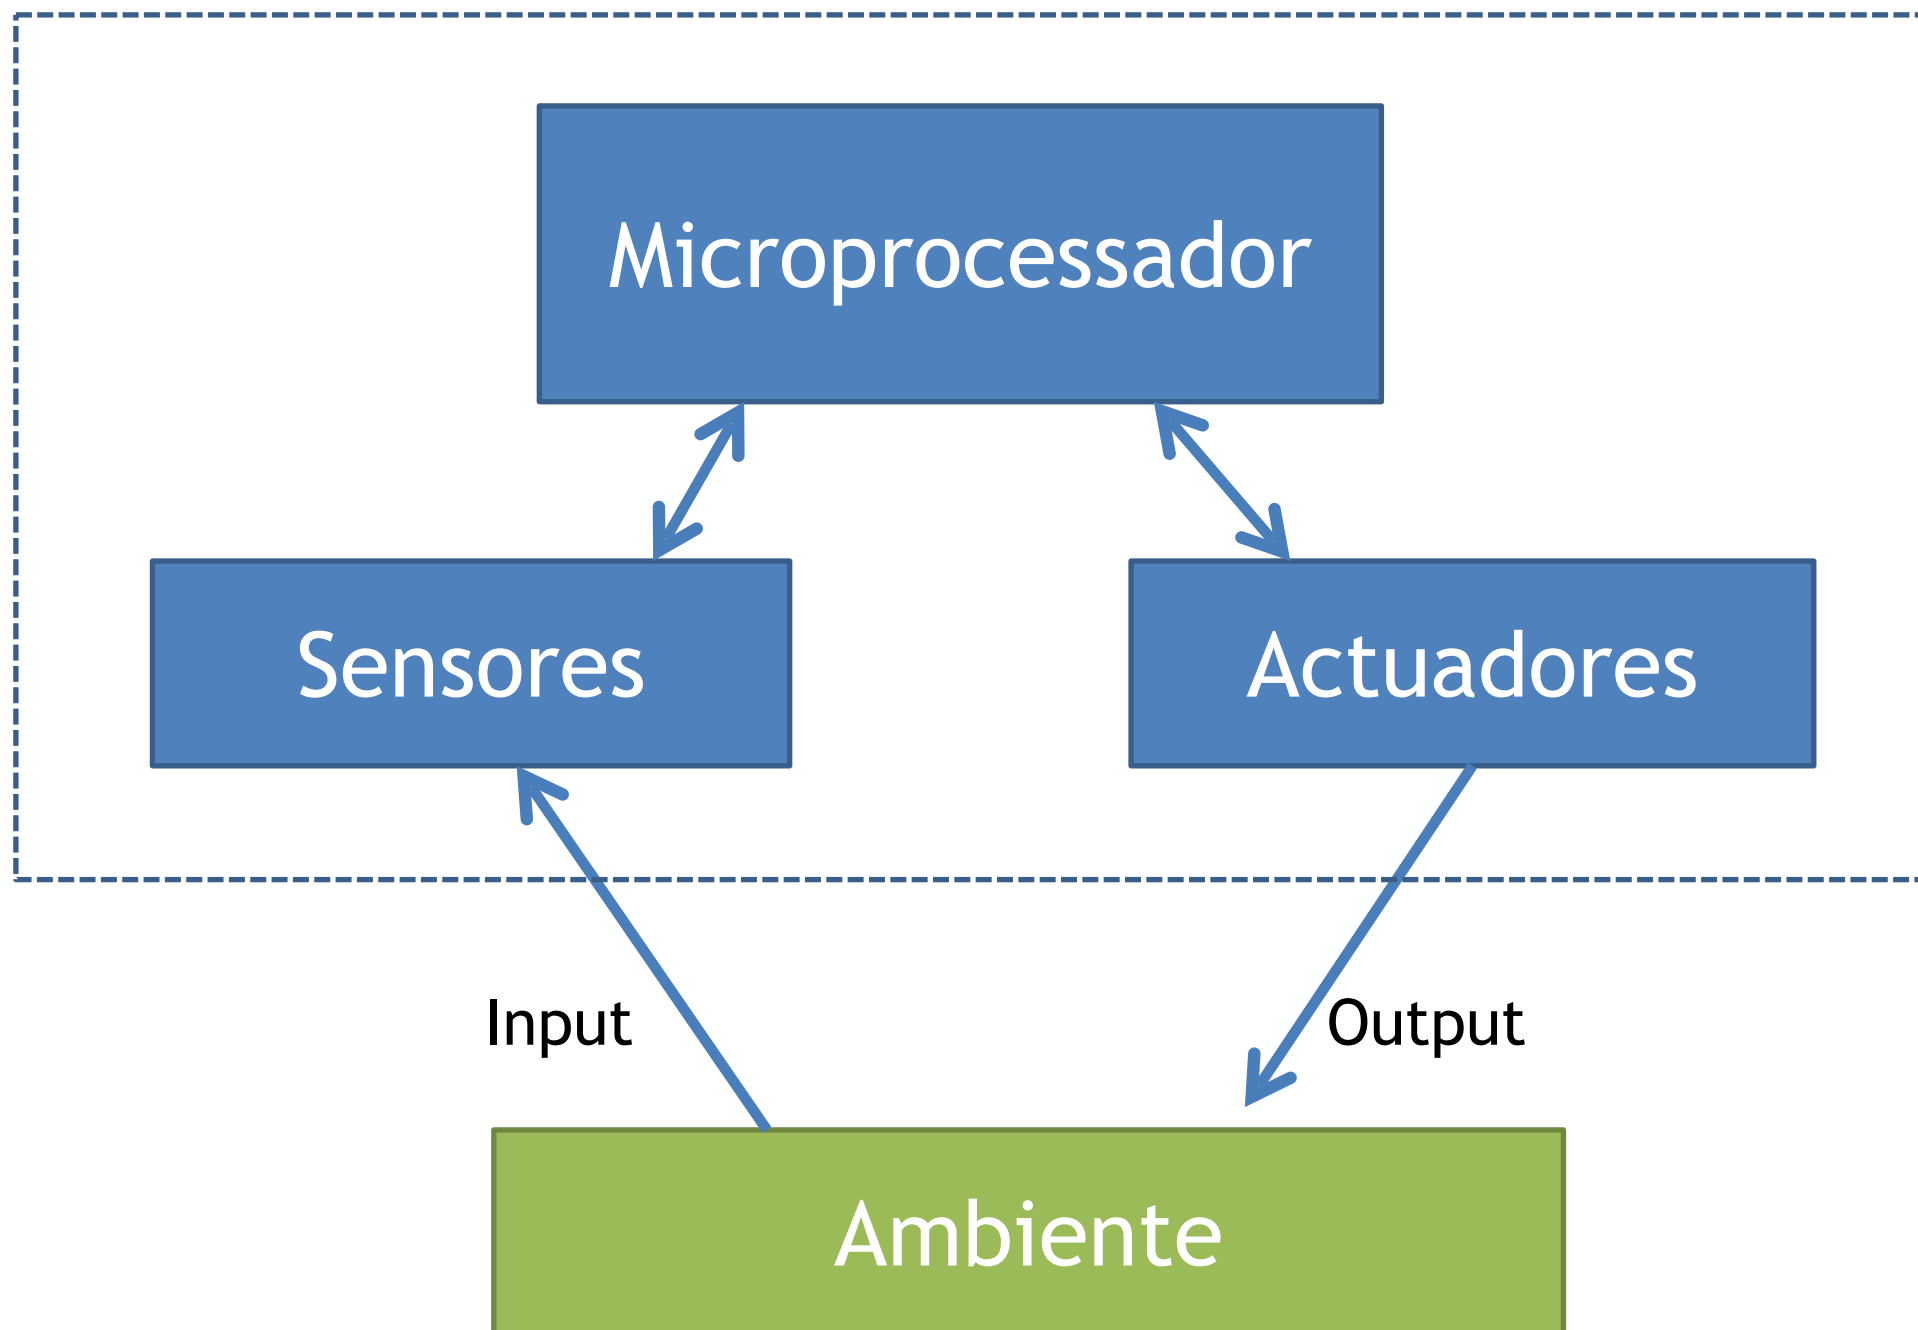 Microprocessador
Sensores
Actuadores
Input
Output
Ambiente